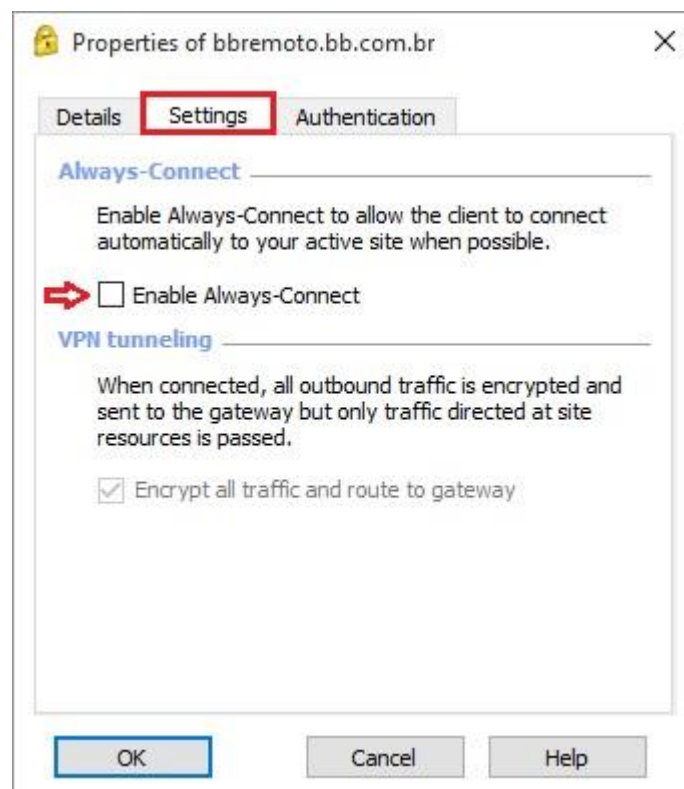 Properties of bbremoto.bb.com.br
Details Settings Authentication
Always-Connect
Enable Always-Connect to allow the client to connect
automatically to your active site when possible.
Enable Always-Connect
VPN tunneling
When connected, all outbound traffic is encrypted and
sent to the gateway but only traffic directed at site
resources is passed.
Encrypt all traffic and route to gateway
OK Cancel Help